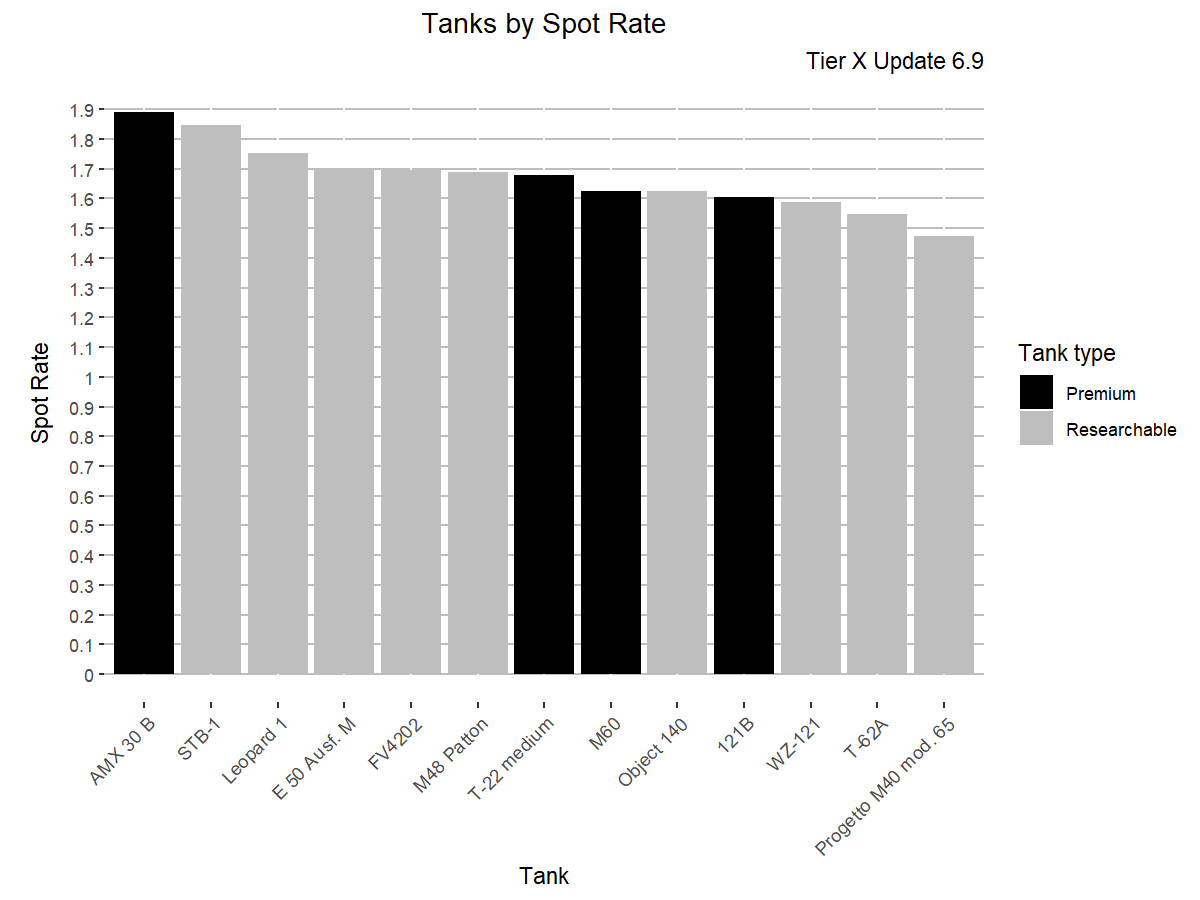 Tanks by Spot Rate
Tier X Update 6.9
1.9
1.8
1.7
1.6
1.5
1.4
1.3
1.2
1.1
1
0.9
0.8
0.7
0.6
0.5
0.4
0.3
0.2
0.1
0
Spot Rate
AMX 30 B
STB-1
Leopard 1
E 50 Ausf. M
FV4202
M48 Patton
T-22 medium
M60
Object 140
121B
WZ-121
T-62A
Progetto M40 mod. 65
Tank
Tank type
Premium
Researchable